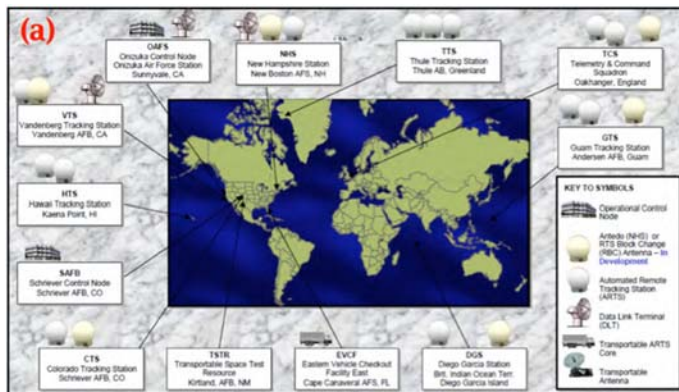 (a)
OAFS
Onizuka Control Node
Onizuka Air Force Station
Sunnyvale, CA
NHS
New Hampshire Station
New Boston AFS, NH
TTS
Thule Tracking Station
Thule AB, Greenland
TCS
Telemetry & Command
Squadron
Oakhanger, England
VTS
Vandenberg Tracking Station
Vandenberg AFB, CA
GTS
Guam Tracking Station
Andersen AFB, Guam
HTS
Hawaii Tracking Station
Kaena Point, HI
SAFB
Schriever Control Node
Schriever AFB, CO
CTS
Colorado Tracking Station
Schriever AFB, CO
TSTR
Transportable Space Test
Resource
Kirtland, AFB, NM
EVCF
Eastern Vehicle Checkout
Facility East
Cape Canaveral AFS, FL
DGS
Diego Garcia Station
Brit. Indian Ocean Terr.
Diego Garcia Island
KEY TO SYMBOLS
Operational Control
Node
Antedo (NHS) or
RTS Block Change
(RBC) Antenna – In
Development
Automated Remote
Tracking Station
(ARTS)
Data Link Terminal
(DLT)
Transportable ARTS
Core
Transportable
Antenna